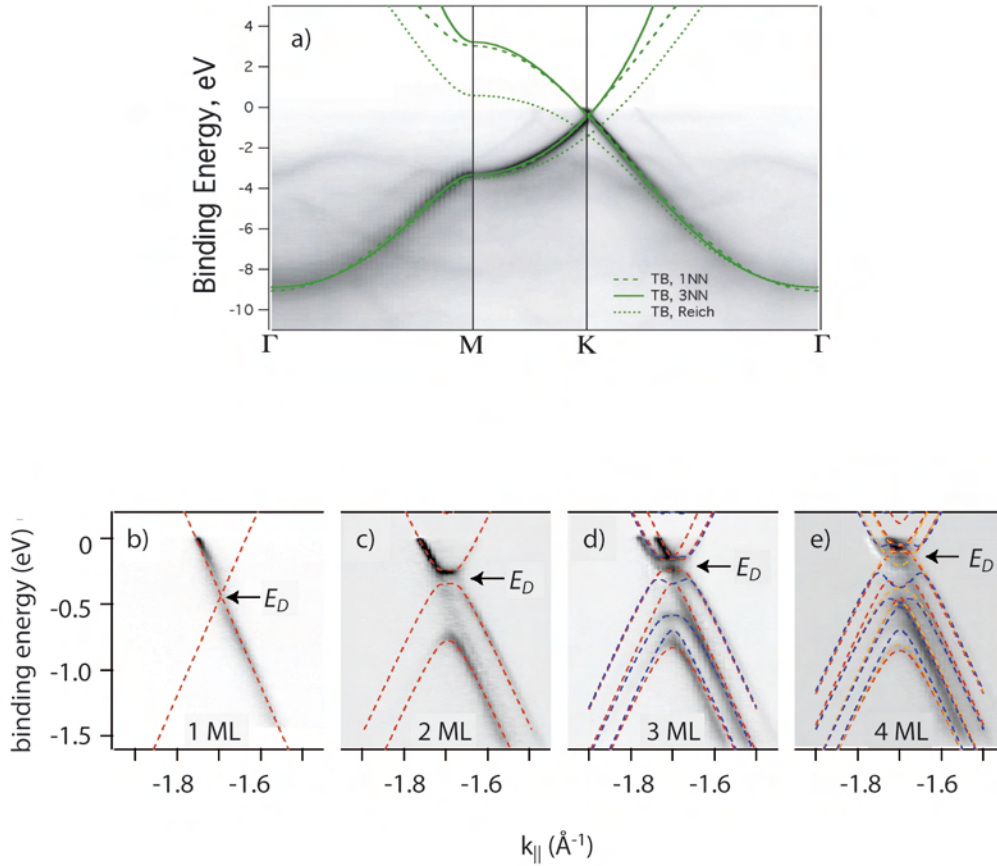 a)
Binding Energy, eV
4
2
0
-2
-4
-6
-8
-10
TB, 1NN
TB, 3NN
TB, Reich
Γ M K Γ
binding energy (eV)
0
-0.5
-1.0
-1.5
b)
E_D
1 ML
c)
E_D
2 ML
d)
E_D
3 ML
e)
E_D
4 ML
-1.8 -1.6 -1.8 -1.6 -1.8 -1.6 -1.8 -1.6
k|| (Å⁻¹)